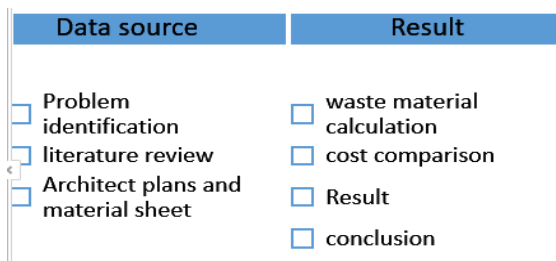 Data source
Result
Problem
identification
literature review
Architect plans and
material sheet
waste material
calculation
cost comparison
Result
conclusion